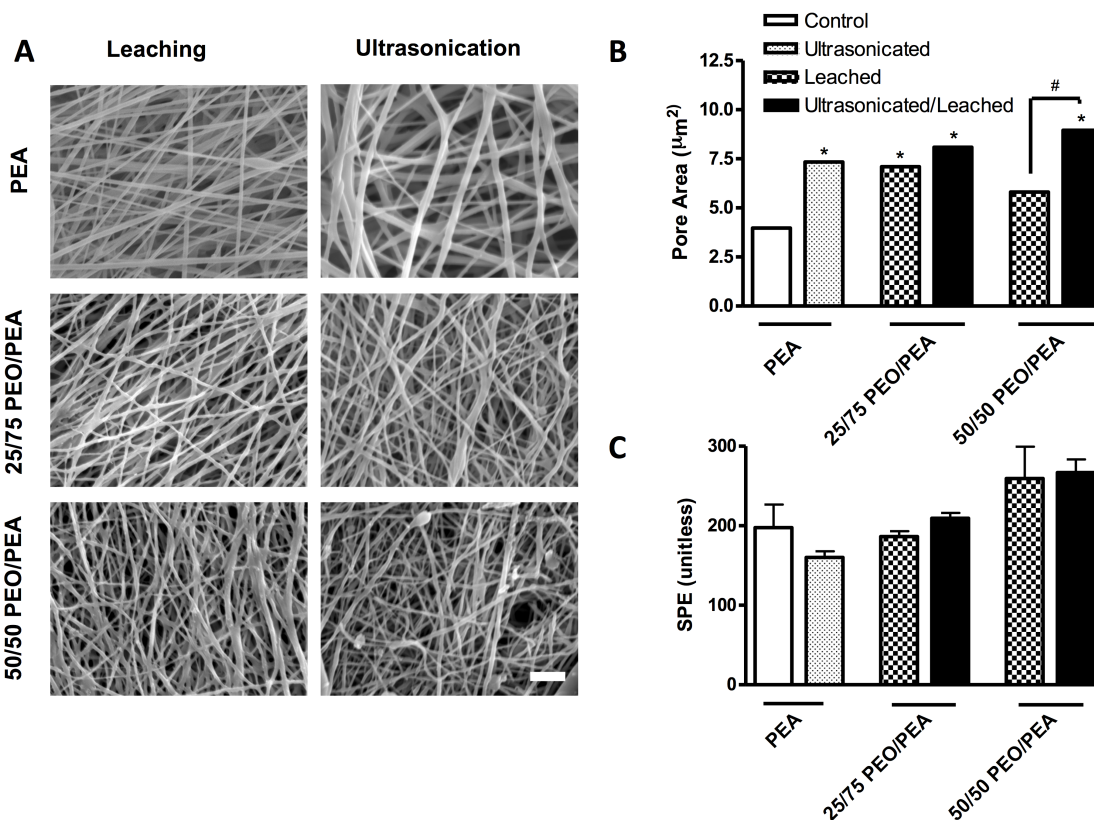 A
Leaching
Ultrasonication
PEA
25/75 PEO/PEA
50/50 PEO/PEA
B
Control
Ultrasonicated
Leached
Ultrasonicated/Leached
Pore Area (μm²)
12.5
10.0
7.5
5.0
2.5
0.0
*
*
*
#
*
PEA
25/75 PEO/PEA
50/50 PEO/PEA
C
SPE (unitless)
300
200
100
0
PEA
25/75 PEO/PEA
50/50 PEO/PEA